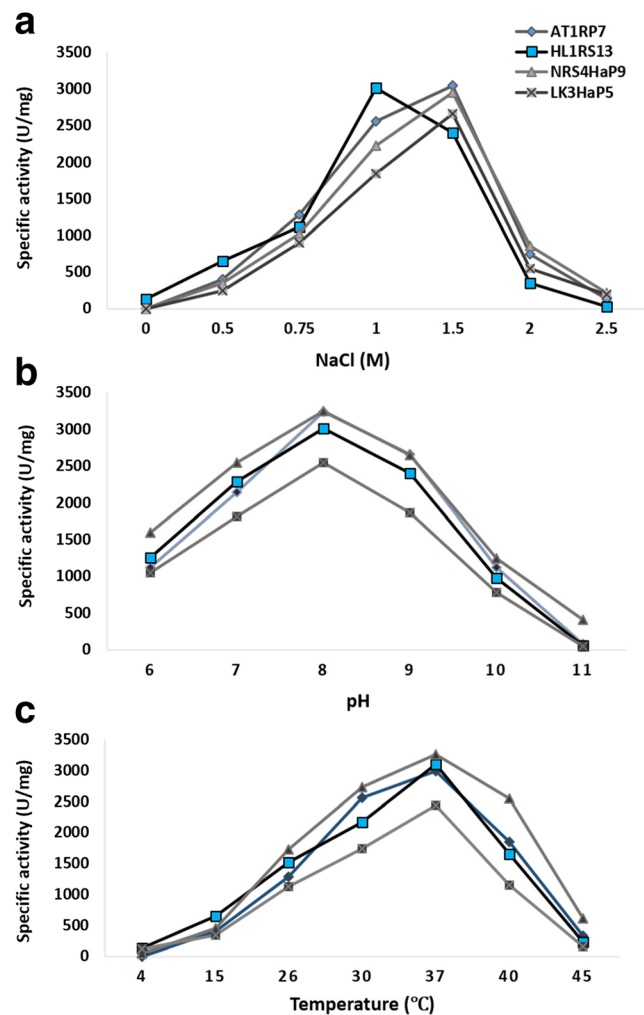 a
AT1RP7
HL1RS13
NRS4HaP9
LK3HaP5
Specific activity (U/mg)
3500
3000
2500
2000
1500
1000
500
0
0 0.5 0.75 1 1.5 2 2.5
NaCl (M)
b
Specific activity (U/mg)
3500
3000
2500
2000
1500
1000
500
0
6 7 8 9 10 11
pH
c
Specific activity (U/mg)
3500
3000
2500
2000
1500
1000
500
0
4 15 26 30 37 40 45
Temperature (°C)